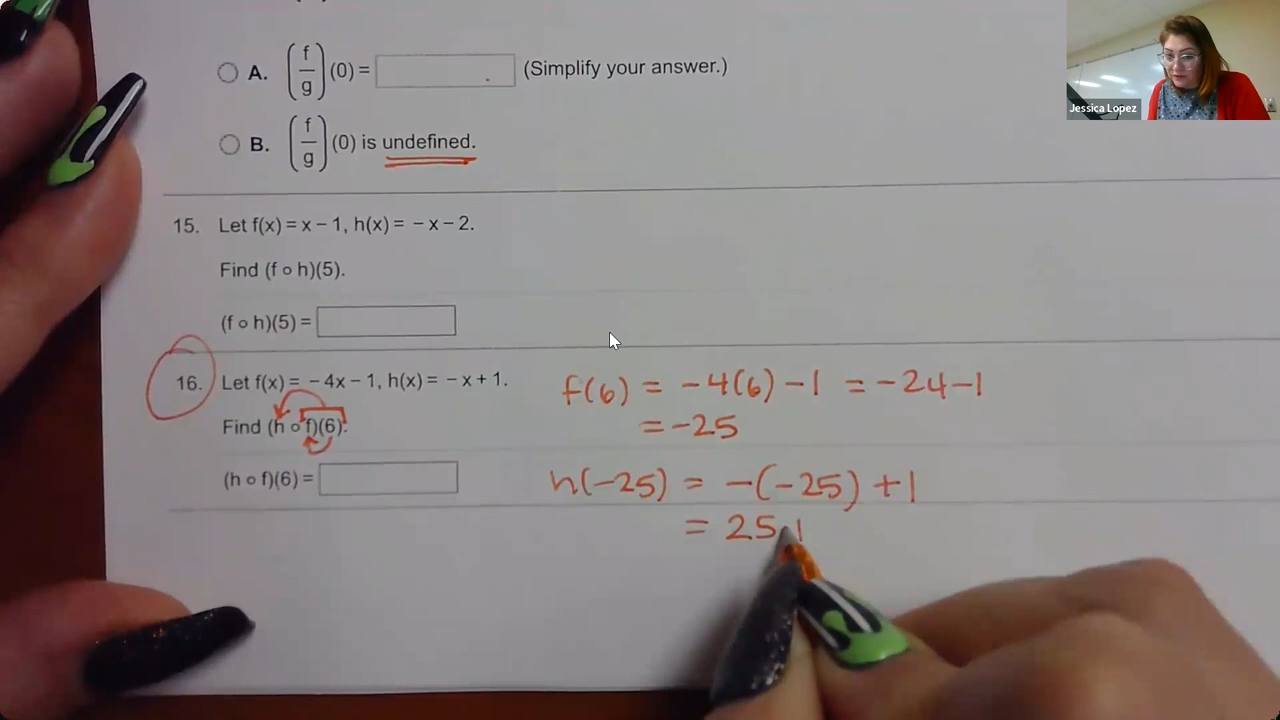 A. (f/g)(0) = (Simplify your answer.)
Jessica Lopez
B. (f/g)(0) is undefined.
15. Let f(x) = x − 1, h(x) = − x − 2.
Find (f ∘ h)(5).
(f ∘ h)(5) =
16. Let f(x) = − 4x − 1, h(x) = − x + 1.
Find (h ∘ f)(6).
(h ∘ f)(6) =
f(6) = −4(6) −1 = −24−1
= −25
h(−25) = −(−25) +1
= 25